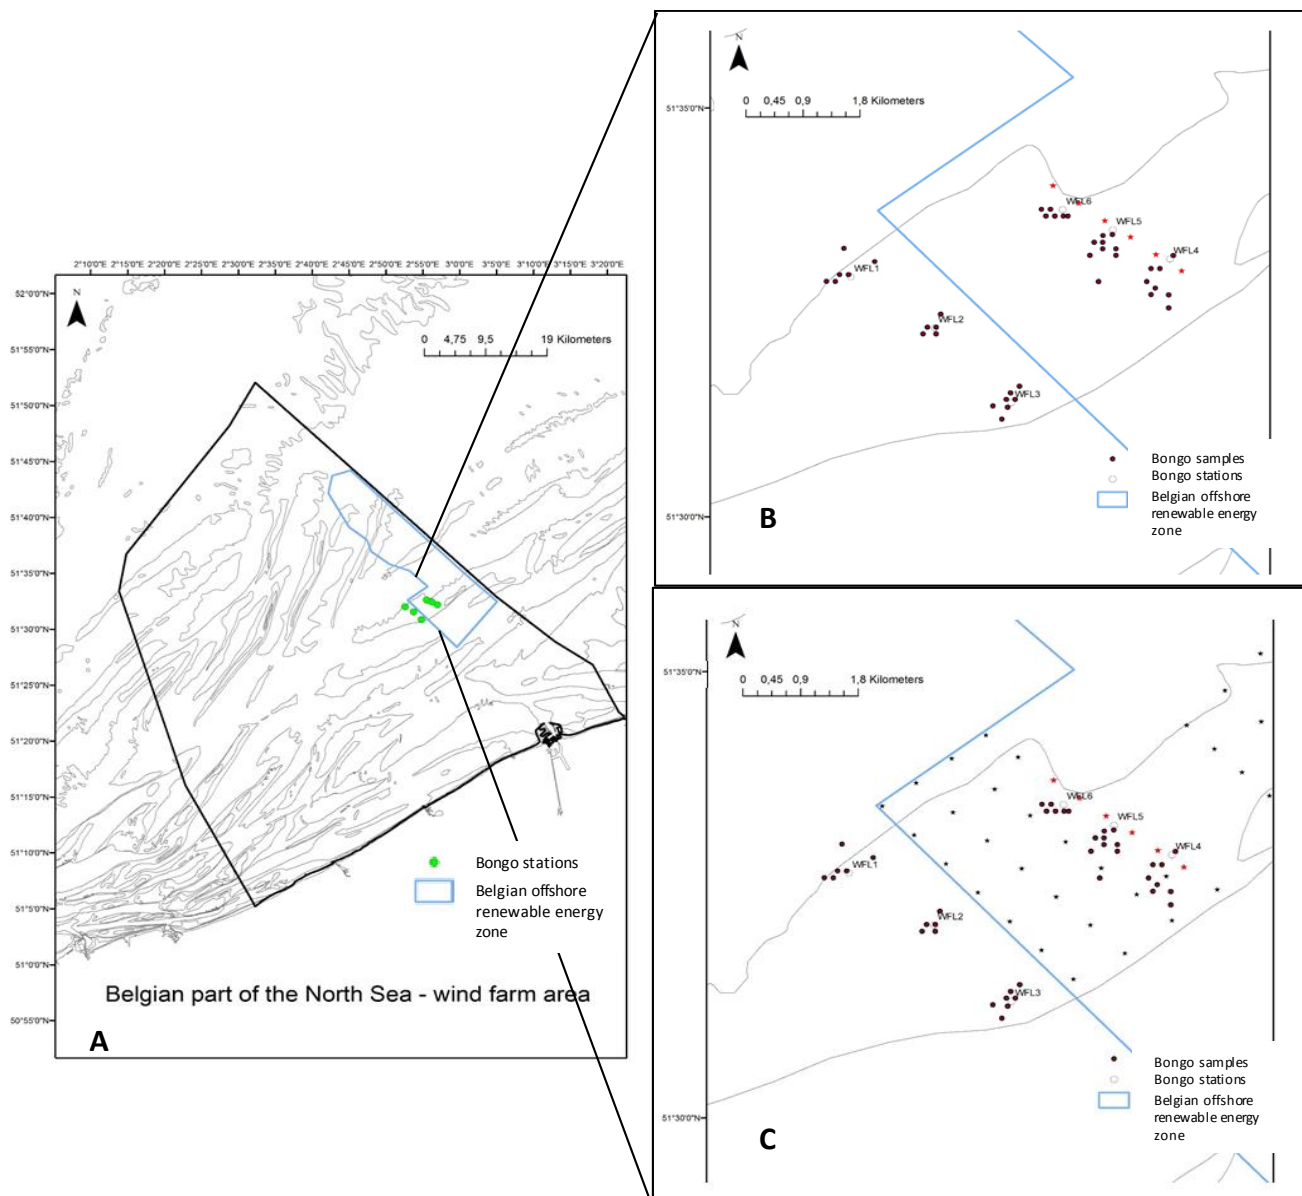 2°10'0"E 2°15'0"E 2°20'0"E 2°25'0"E 2°30'0"E 2°35'0"E 2°40'0"E 2°45'0"E 2°50'0"E 2°55'0"E 3°0'0"E 3°5'0"E 3°10'0"E 3°15'0"E 3°20'0"E
52°0'0"N
51°55'0"N
51°50'0"N
51°45'0"N
51°40'0"N
51°35'0"N
51°30'0"N
51°25'0"N
51°20'0"N
51°15'0"N
51°10'0"N
51°5'0"N
51°0'0"N
50°55'0"N
N
0 4,75 9,5 19 Kilometers
Bongo stations
Belgian offshore
renewable energy
zone
Belgian part of the North Sea - wind farm area
A
N
0 0,45 0,9 1,8 Kilometers
51°35'0"N
51°30'0"N
WFL6
WFL5
WFL4
WFL1
WFL2
WFL3
Bongo samples
Bongo stations
Belgian offshore
renewable energy
zone
B
N
0 0,45 0,9 1,8 Kilometers
51°35'0"N
51°30'0"N
WFL6
WFL5
WFL4
WFL1
WFL2
WFL3
Bongo samples
Bongo stations
Belgian offshore
renewable energy
zone
C